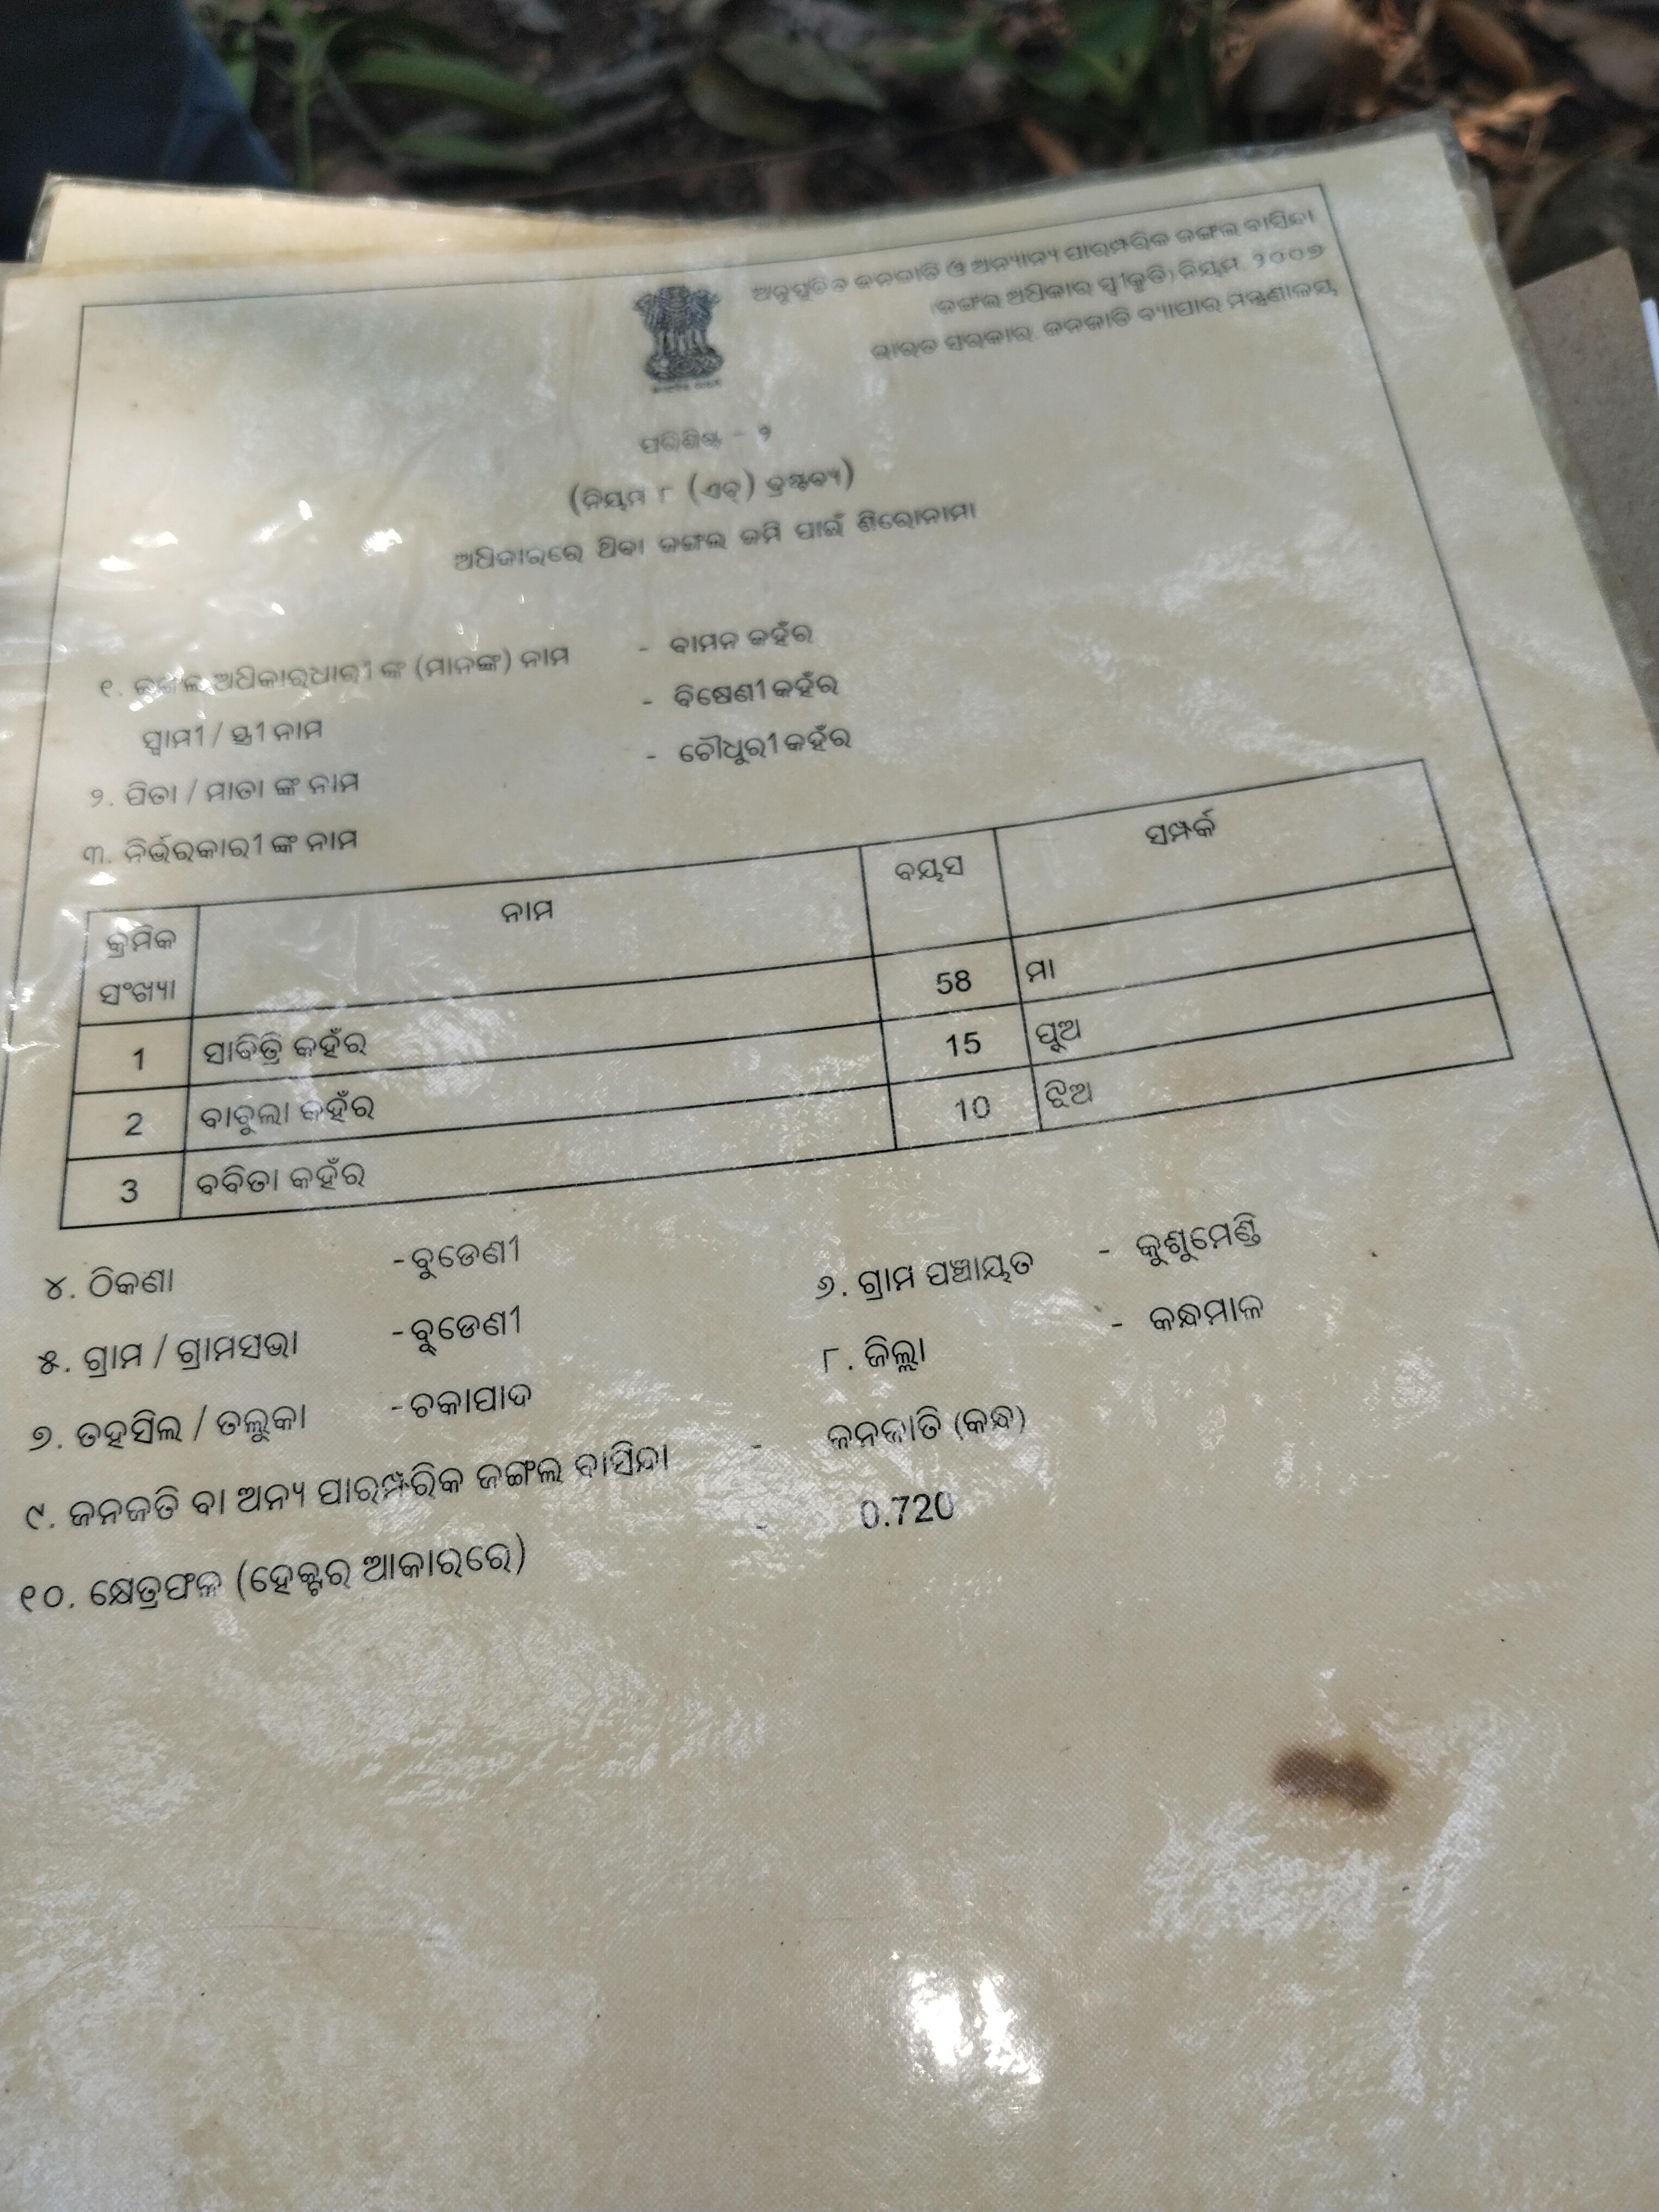 ଅନୁସୂଚିତ ଜନଜାତି ଓ ଅନ୍ୟାନ୍ୟ ପାରମ୍ପରିକ ଜଙ୍ଗଲ ବାସିନ୍ଦା
(ଜଙ୍ଗଲ ଅଧିକାର ସ୍ୱୀକୃତି) ନିୟମ, ୨୦୦୭
ଭାରତ ସରକାର, ଜନଜାତି ବ୍ୟାପାର ମନ୍ତ୍ରଣାଳୟ
ପରିଶିଷ୍ଟ - ୨
(ନିୟମ ୮ (ଏଚ୍) ଦ୍ରଷ୍ଟବ୍ୟ)
ଅଧିକାରରେ ଥିବା ଜଙ୍ଗଲ ଜମି ପାଇଁ ଶିରୋନାମା
୧. ଜଙ୍ଗଲ ଅଧିକାରଧାରୀ ଙ୍କ (ମାନଙ୍କ) ନାମ - ବାମନ କହଁର
ସ୍ୱାମୀ / ସ୍ତ୍ରୀ ନାମ - ବିଷେଣୀ କହଁର
୨. ପିତା / ମାତା ଙ୍କ ନାମ - ଚୌଧୁରୀ କହଁର
୩. ନିର୍ଭରକାରୀ ଙ୍କ ନାମ
କ୍ରମିକ ସଂଖ୍ୟା ନାମ ବୟସ ସମ୍ପର୍କ
1 ସାବିତ୍ରି କହଁର 58 ମା
2 ବାବୁଲା କହଁର 15 ପୁଅ
3 ବବିତା କହଁର 10 ଝିଅ
୪. ଠିକଣା -ବୁଡେଣୀ
୫. ଗ୍ରାମ / ଗ୍ରାମସଭା -ବୁଡେଣୀ ୬. ଗ୍ରାମ ପଞ୍ଚାୟତ - କୁଶୁମେଣ୍ଡି
୭. ତହସିଲ / ତଲୁକା -ଚକାପାଦ ୮. ଜିଲ୍ଲା - କନ୍ଧମାଳ
୯. ଜନଜତି ବା ଅନ୍ୟ ପାରମ୍ପରିକ ଜଙ୍ଗଲ ବାସିନ୍ଦା - ଜନଜାତି (କନ୍ଧ)
୧୦. କ୍ଷେତ୍ରଫଳ (ହେକ୍ଟର ଆକାରରେ) - 0.720